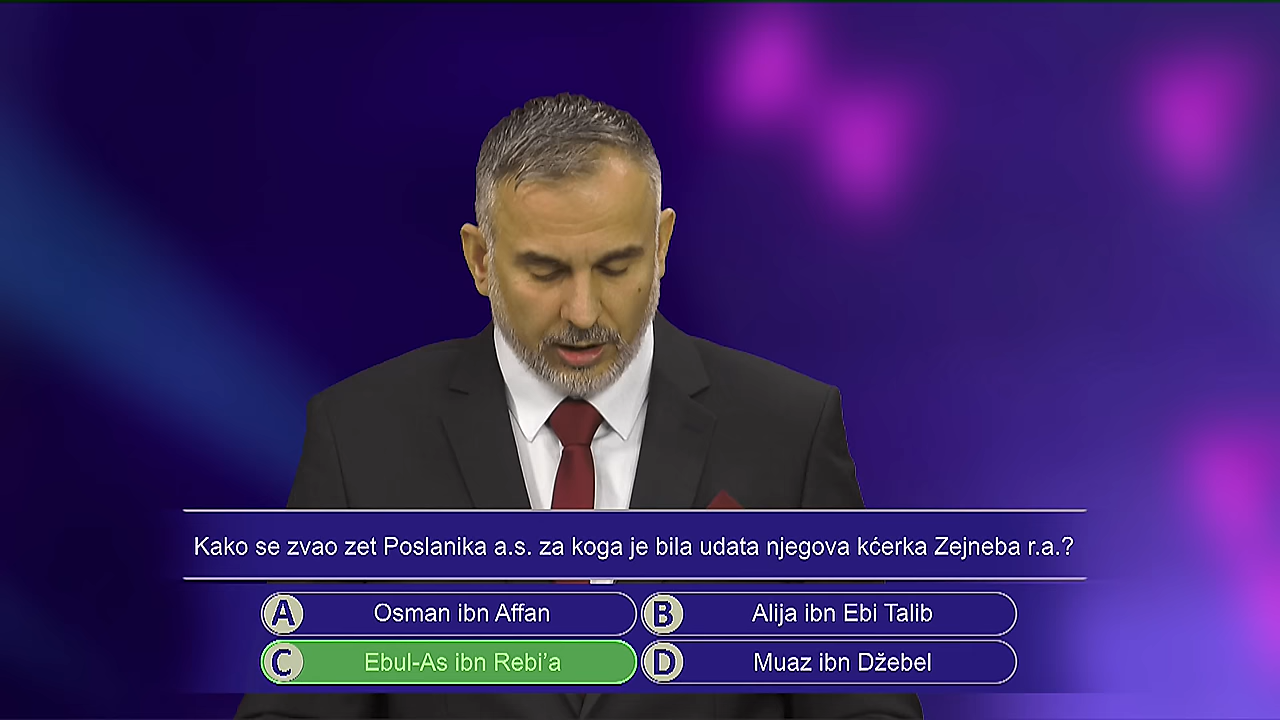 Kako se zvao zet Poslanika a.s. za koga je bila udata njegova kćerka Zejneba r.a.?
A Osman ibn Affan
B Alija ibn Ebi Talib
C Ebul-As ibn Rebi'a
D Muaz ibn Džebel